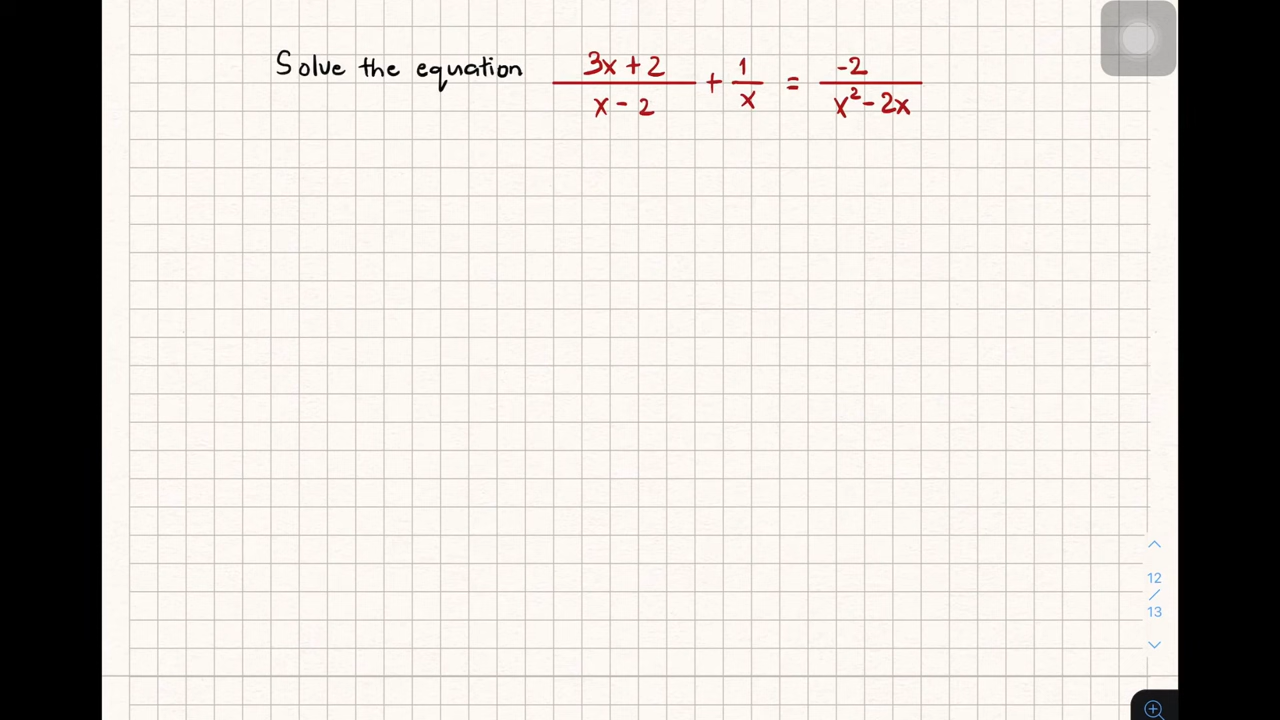 Solve the equation (3x + 2)/(x - 2) + 1/x = -2/(x² - 2x)
12
/
13